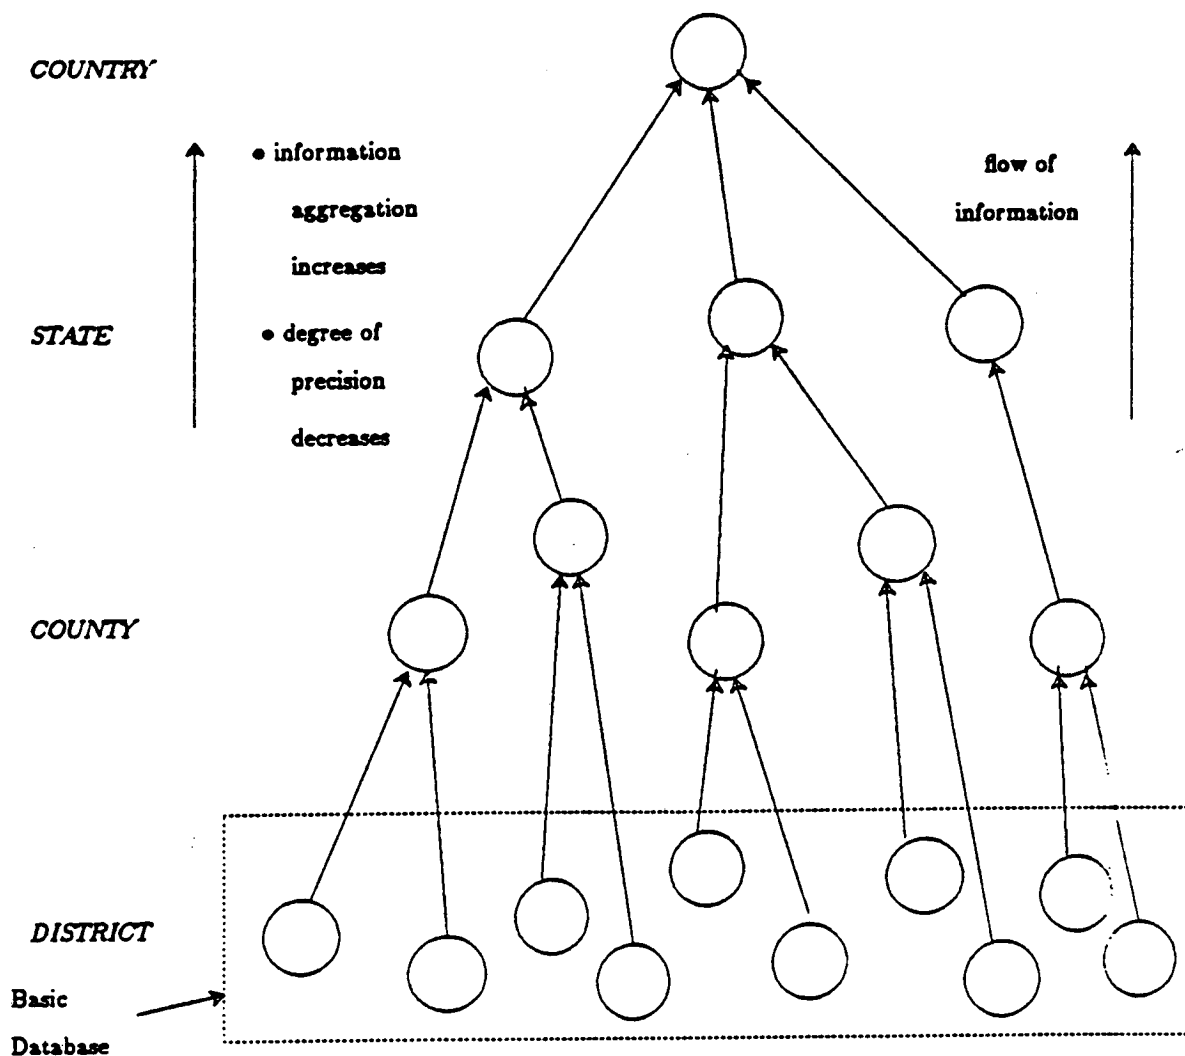 COUNTRY
• information
aggregation
increases
flow of
information
STATE
• degree of
precision
decreases
COUNTY
DISTRICT
Basic
Database